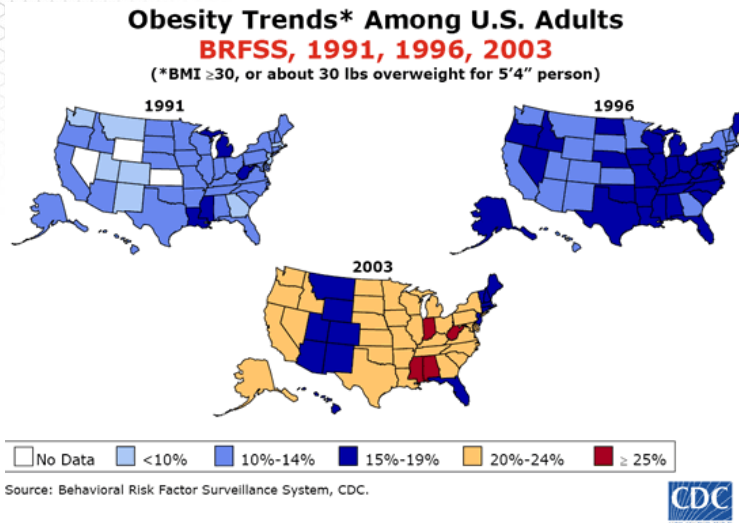 Obesity Trends* Among U.S. Adults
BRFSS, 1991, 1996, 2003
(*BMI ≥30, or about 30 lbs overweight for 5’4” person)
1991
1996
2003
No Data <10% 10%-14% 15%-19% 20%-24% ≥ 25%
Source: Behavioral Risk Factor Surveillance System, CDC.
CDC